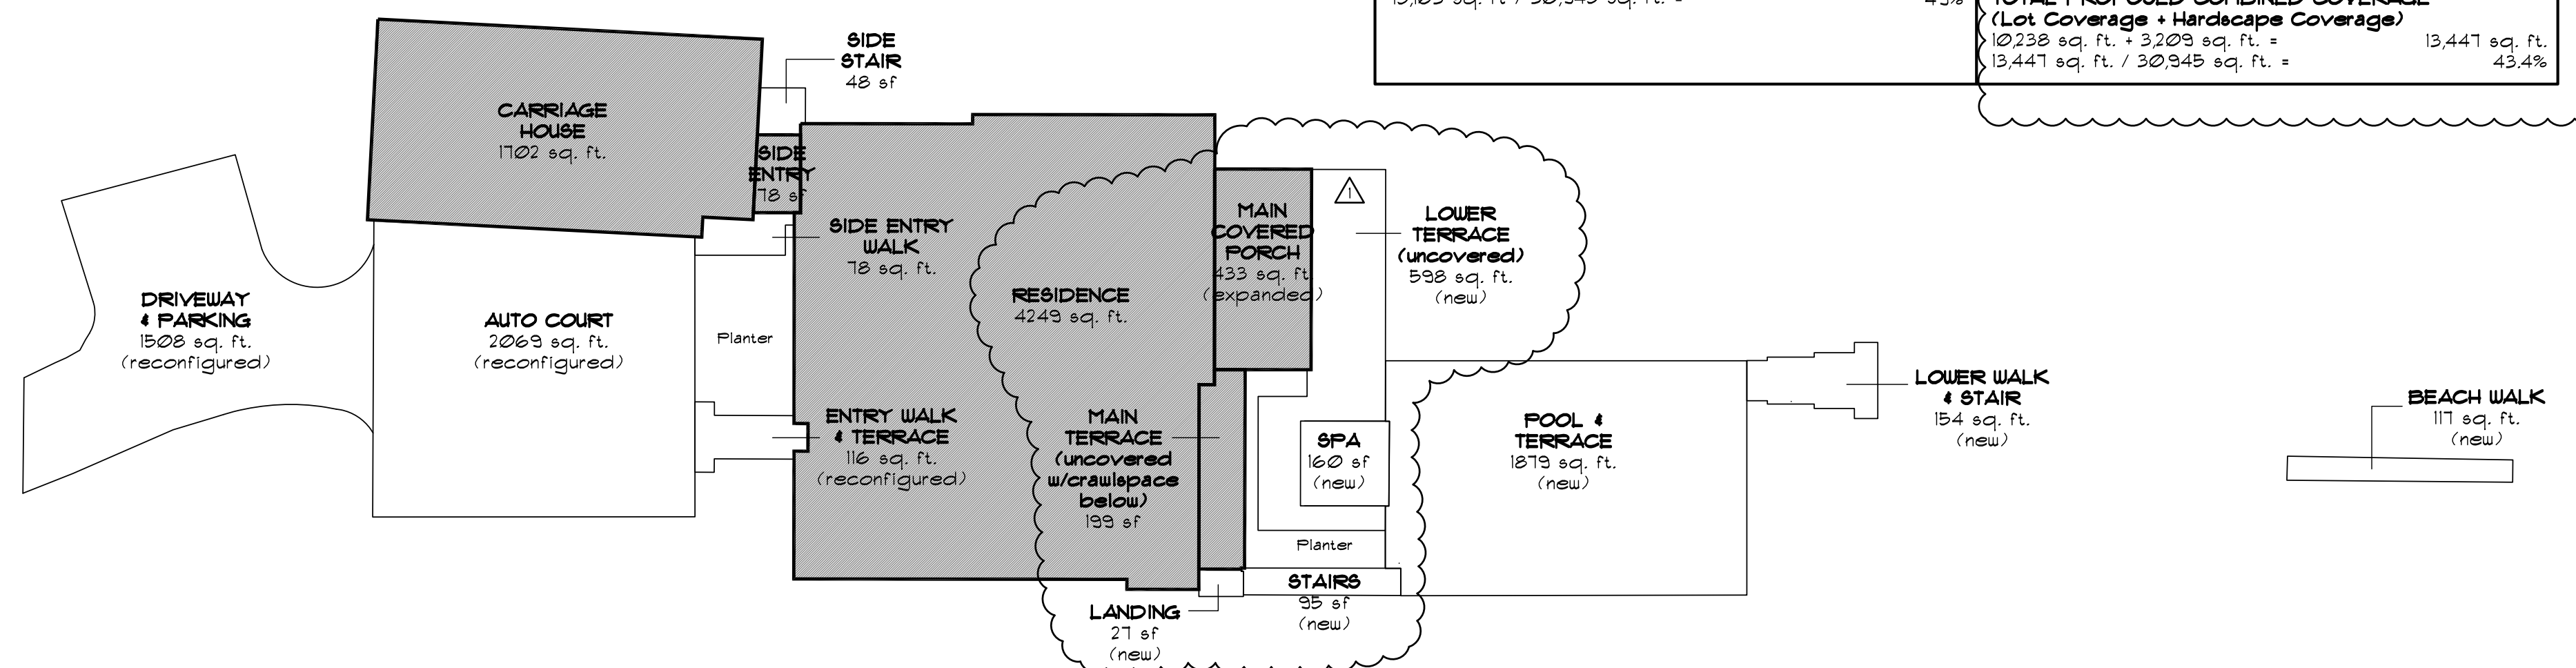 TOTAL PROPOSED COMBINED COVERAGE
(Lot Coverage + Hardscape Coverage)
10,238 sq. ft. + 3,209 sq. ft. = 13,447 sq. ft.
13,447 sq. ft. / 30,945 sq. ft. = 43.4%
SIDE
STAIR
48 sf
CARRIAGE
HOUSE
1702 sq. ft.
SIDE
ENTRY
78 sf
SIDE ENTRY
WALK
78 sq. ft.
MAIN
COVERED
PORCH
433 sq. ft.
(expanded)
1
LOWER
TERRACE
(uncovered)
598 sq. ft.
(new)
DRIVEWAY
& PARKING
1508 sq. ft.
(reconfigured)
AUTO COURT
2069 sq. ft.
(reconfigured)
Planter
RESIDENCE
4249 sq. ft.
ENTRY WALK
& TERRACE
116 sq. ft.
(reconfigured)
MAIN
TERRACE
(uncovered
w/crawlspace
below)
199 sf
SPA
160 sf
(new)
POOL &
TERRACE
1879 sq. ft.
(new)
LOWER WALK
& STAIR
154 sq. ft.
(new)
BEACH WALK
117 sq. ft.
(new)
Planter
STAIRS
95 sf
(new)
LANDING
27 sf
(new)